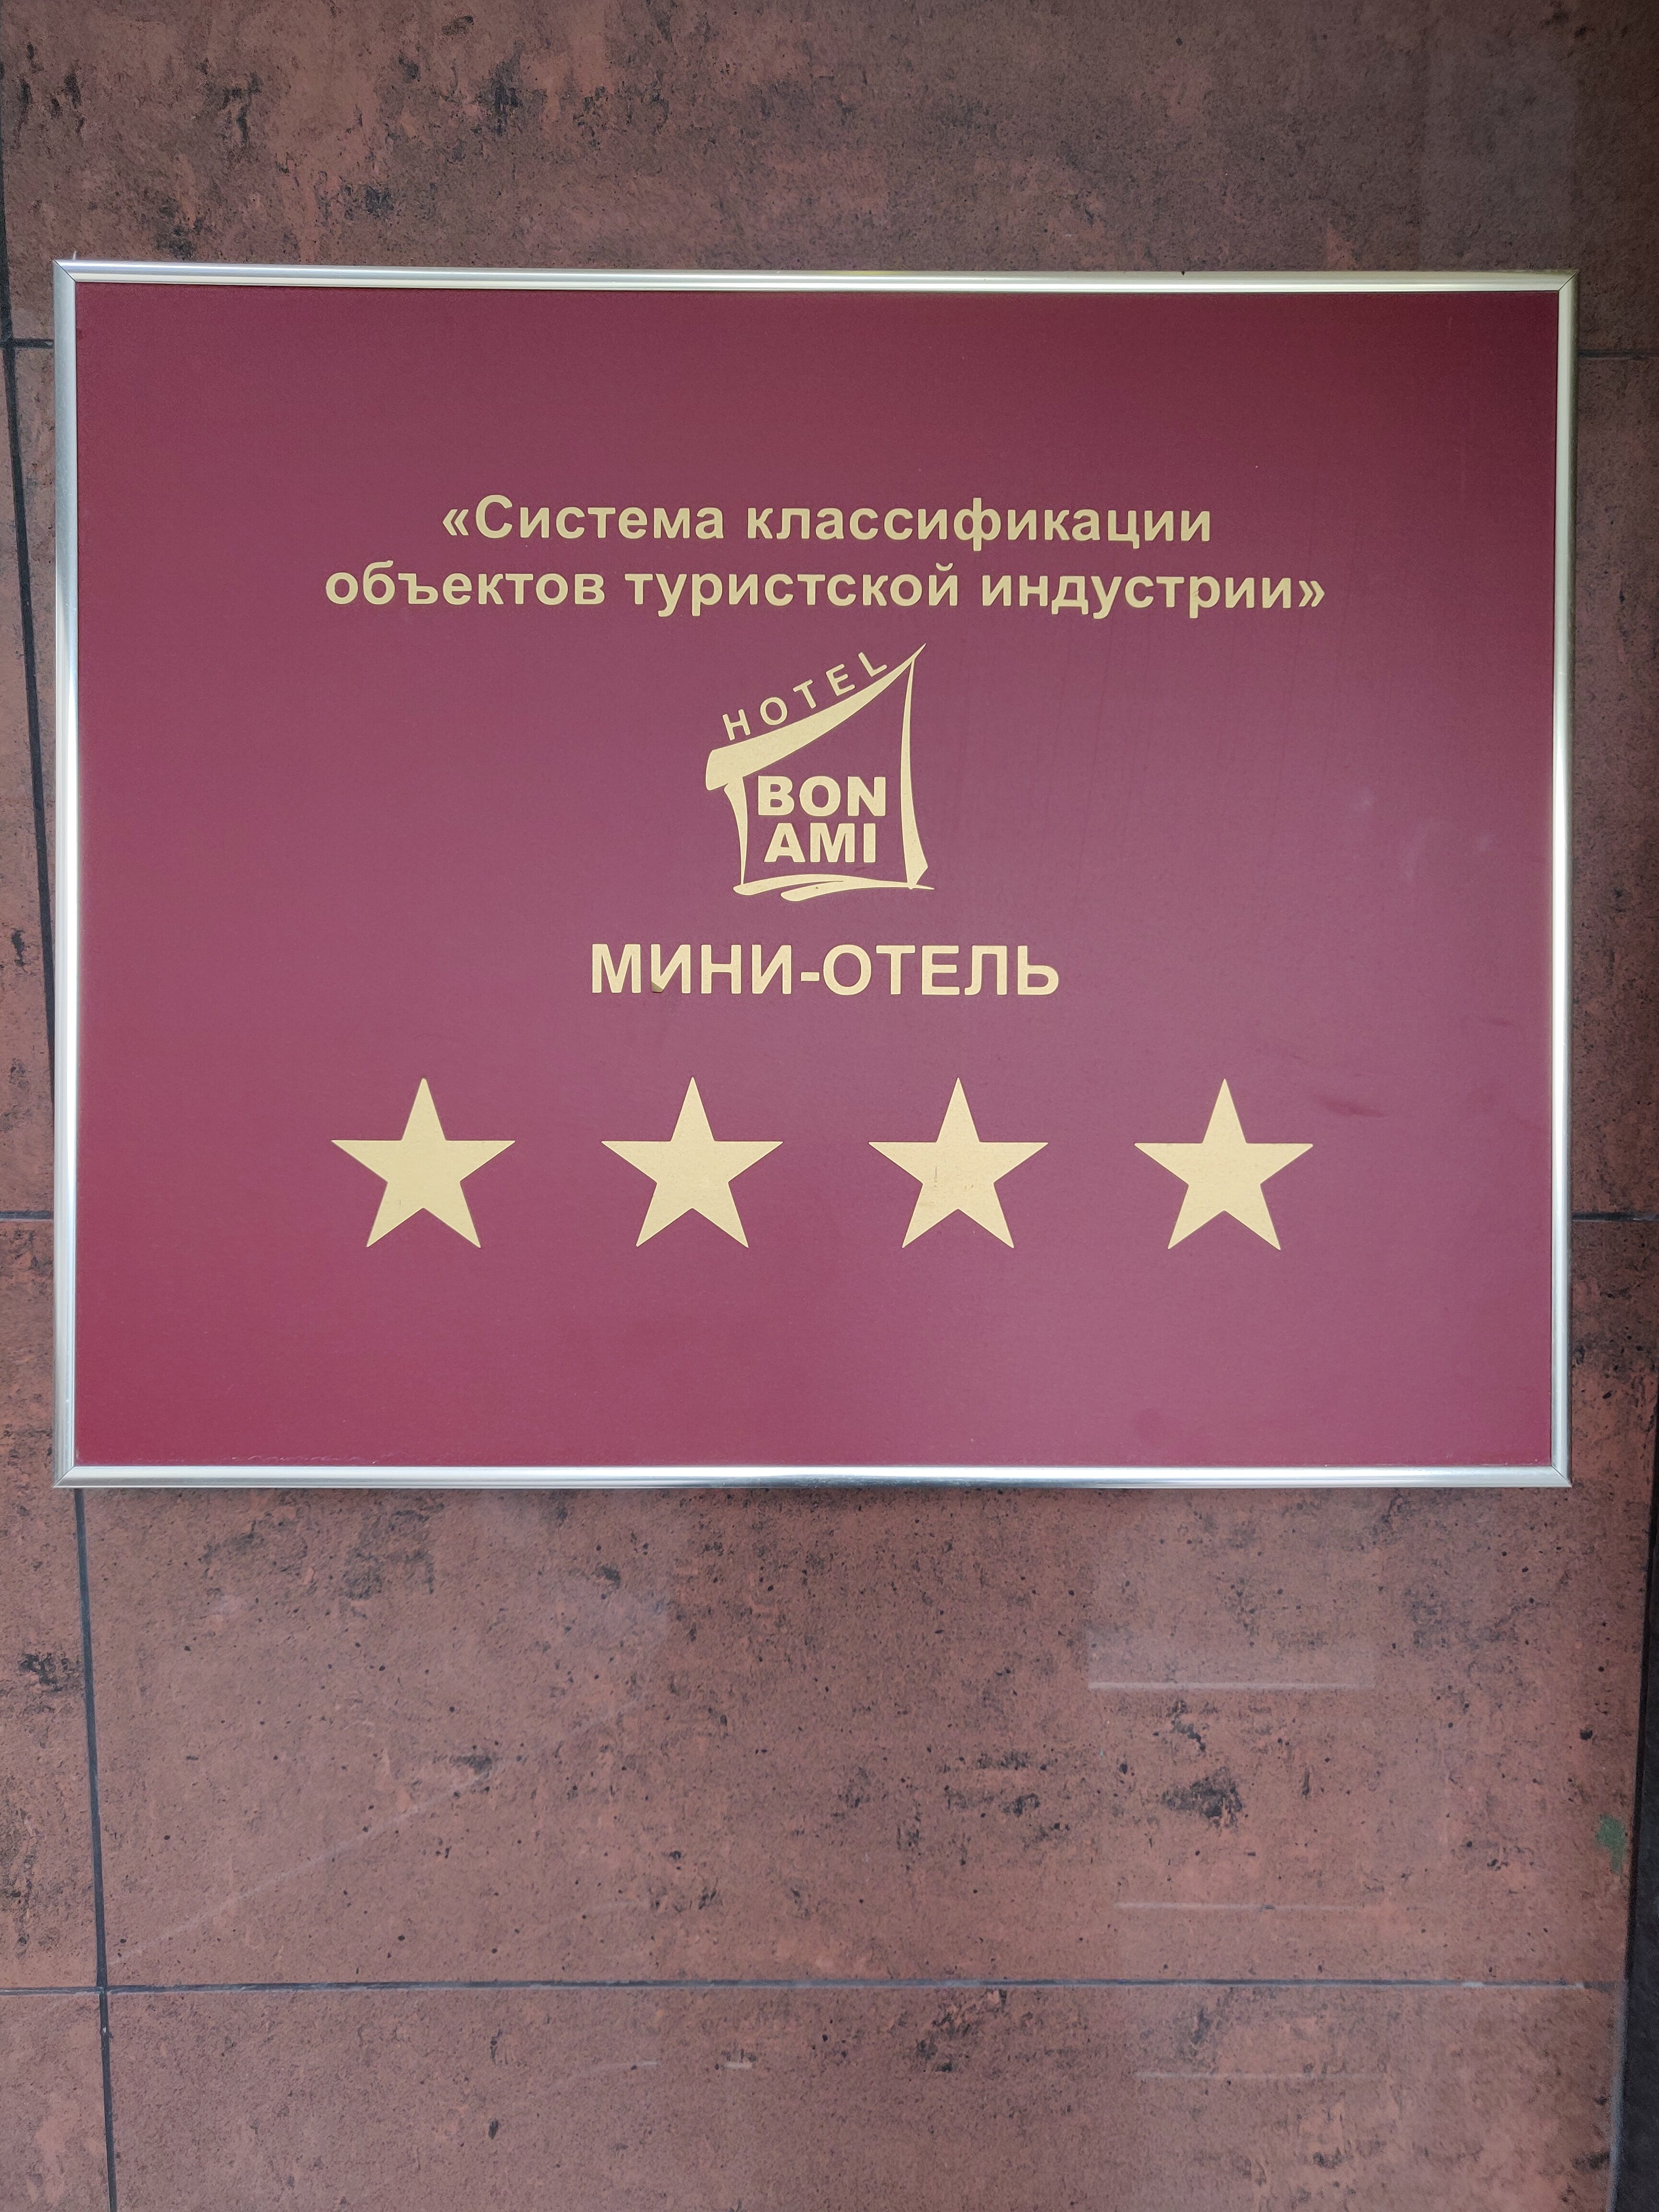 «Система классификации
объектов туристской индустрии»
HOTEL
BON
AMI
МИНИ-ОТЕЛЬ